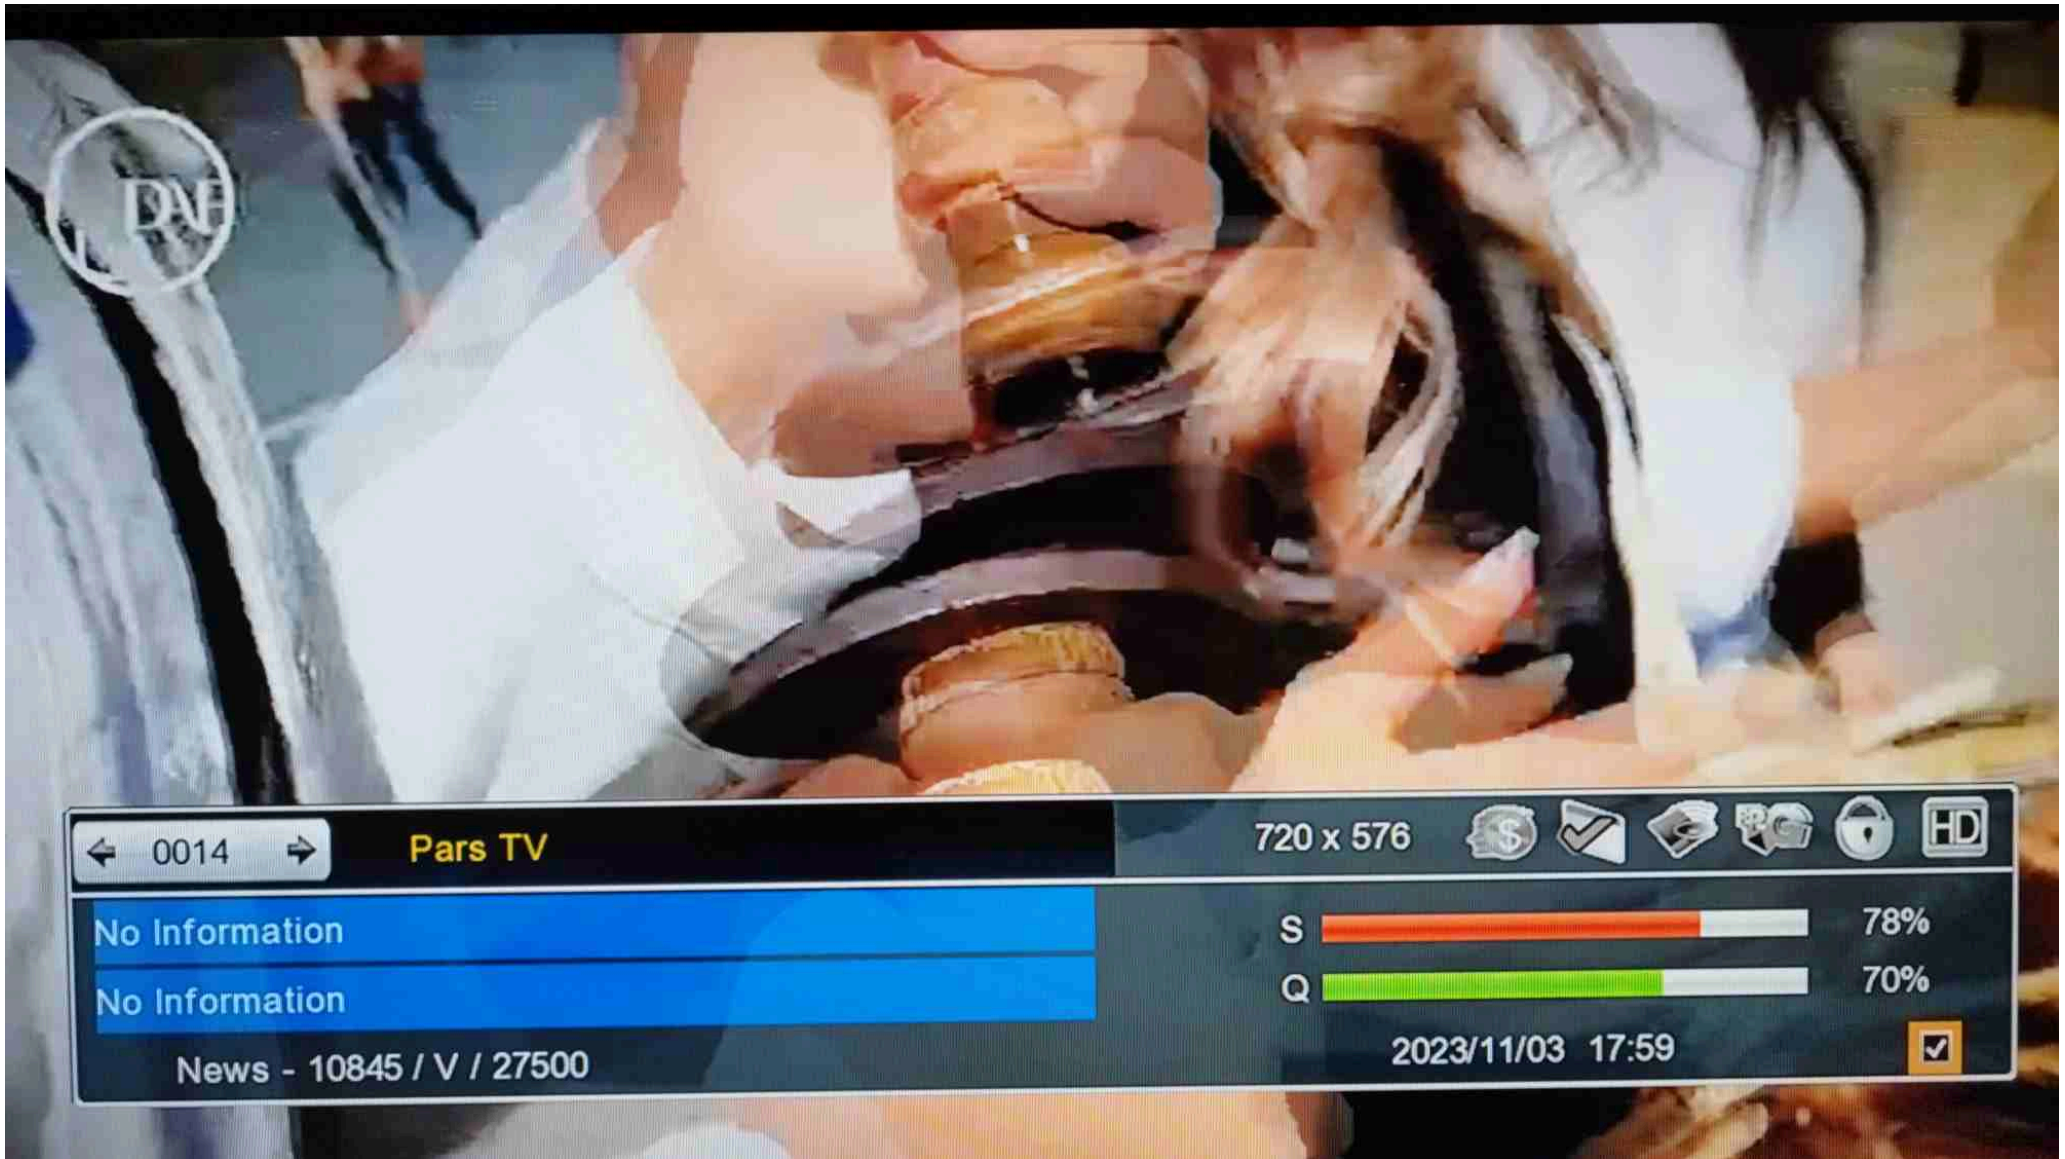 0014
Pars TV
720 x 576
HD
No Information
S
78%
No Information
Q
70%
News - 10845 / V / 27500
2023/11/03 17:59